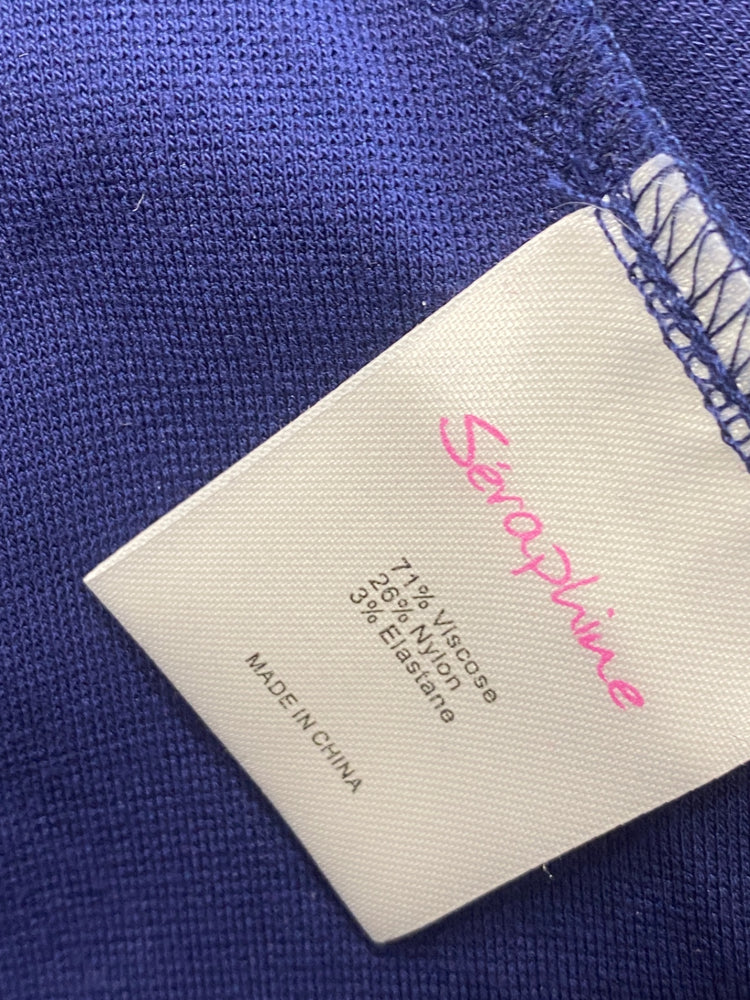 Séraphine
71% Viscose
26% Nylon
3% Elastane
MADE IN CHINA